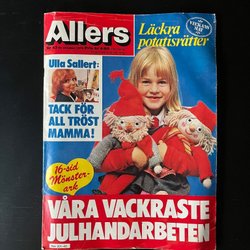 Allers
Läckra
potatisrätter
Ulla Sallert:
TACK FÖR
ALL TRÖST
MAMMA!
16-sid
Mönster-
ark
VÅRA VACKRASTE
JULHANDARBETEN